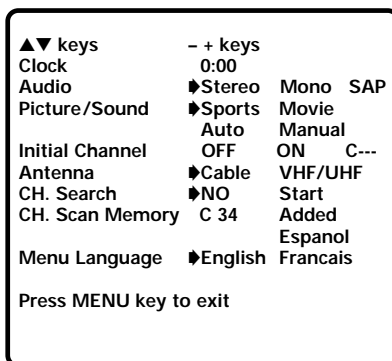 ▲▼ keys – + keys
Clock 0:00
Audio ➧Stereo Mono SAP
Picture/Sound ➧Sports Movie
Auto Manual
Initial Channel OFF ON C---
Antenna ➧Cable VHF/UHF
CH. Search ➧NO Start
CH. Scan Memory C 34 Added
Espanol
Menu Language ➧English Francais
Press MENU key to exit